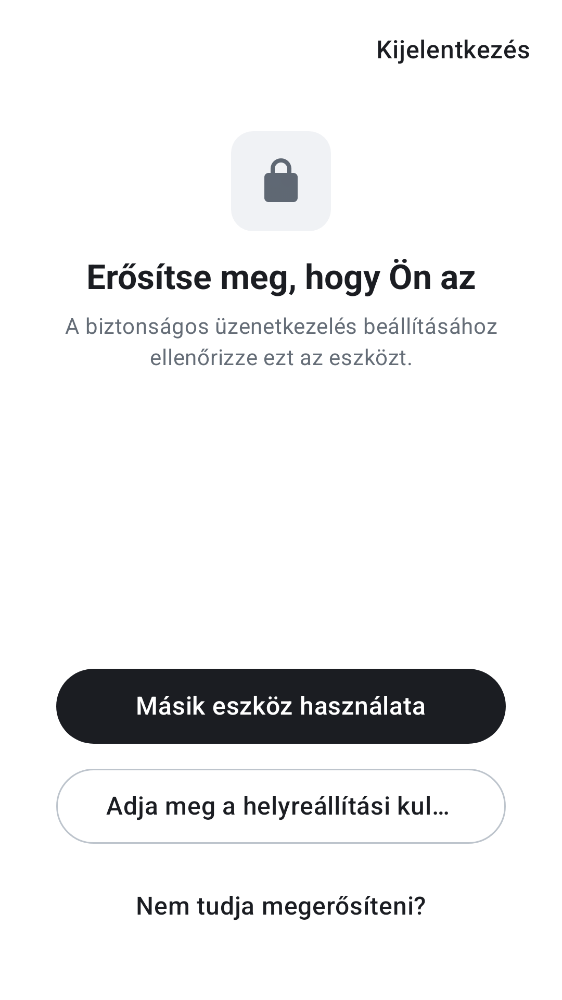 Kijelentkezés
Erősítse meg, hogy Ön az
A biztonságos üzenetkezelés beállításához
ellenőrizze ezt az eszközt.
Másik eszköz használata
Adja meg a helyreállítási kul…
Nem tudja megerősíteni?